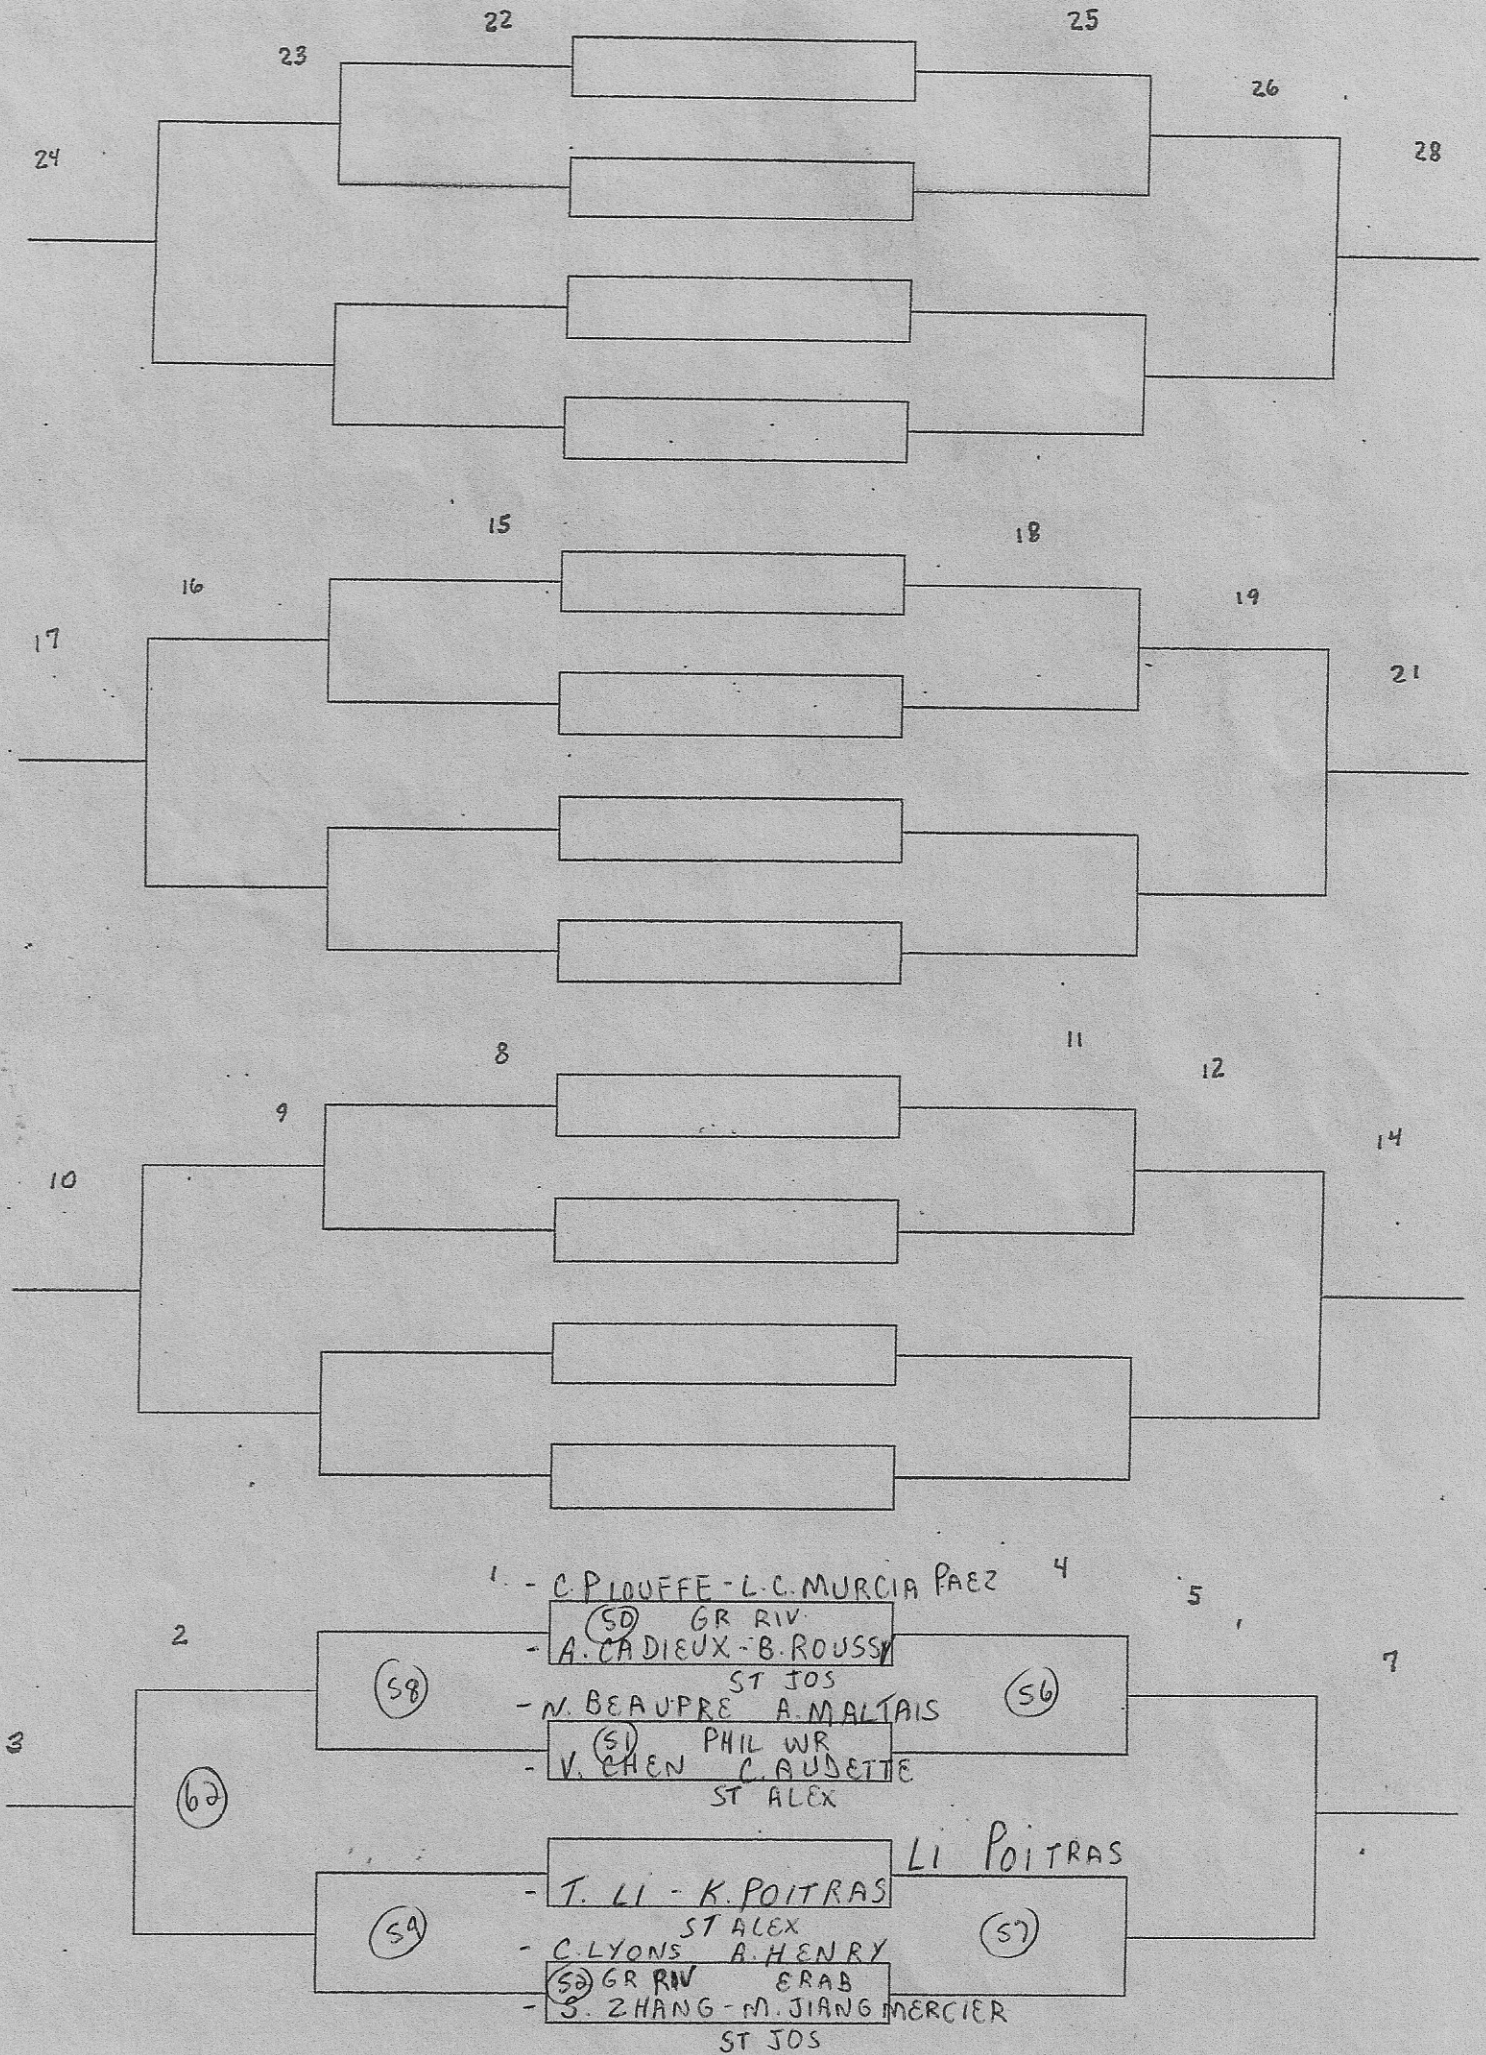 22
25
23
26
24
28
15
18
16
19
17
21
8
11
12
9
14
10
1. - C. PLOUFFE - L.C. MURCIA PAEZ 4
5
50 GR RIV.
2
- A. CADIEUX - B. ROUSSY
7
ST JOS
58
56
- N. BEAUPRE A. MALTAIS
3
51 PHIL WR
- V. CHEN C. AUDETTE
ST ALEX
62
LI POITRAS
- T. LI - K. POITRAS
ST ALEX
59
57
- C. LYONS A. HENRY
52 GR RIV ERAB
- S. ZHANG - M. JIANG MERCIER
ST JOS